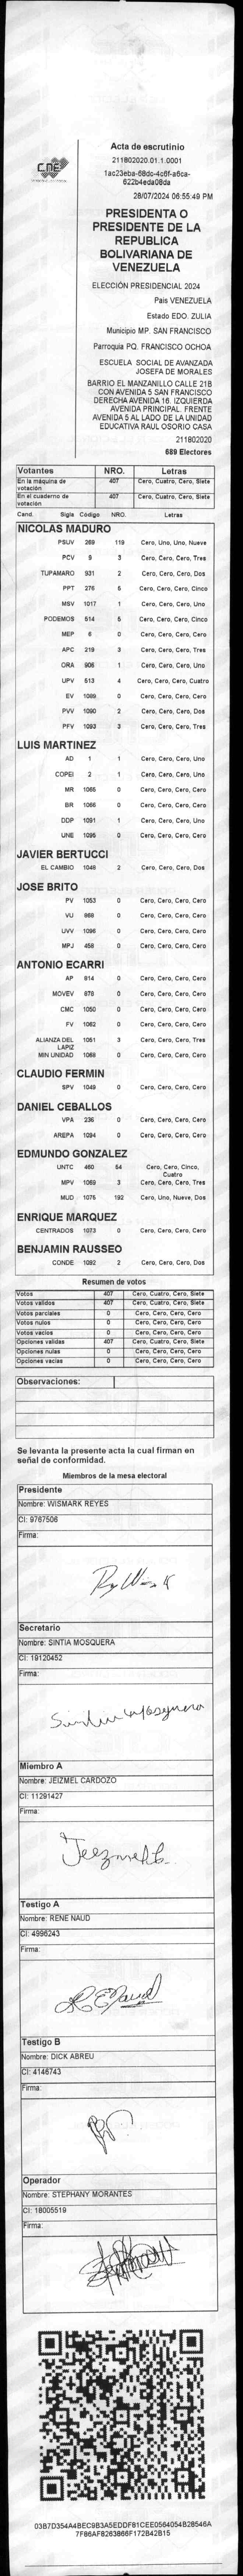 CNE
Acta de escrutinio
211802020.01.1.0001
1ac23eba-68dc-4c6f-a6ca-
622b4eda08da
28/07/2024 06:55:49 PM
PRESIDENTA O
PRESIDENTE DE LA
REPUBLICA
BOLIVARIANA DE
VENEZUELA
ELECCIÓN PRESIDENCIAL 2024
Pais VENEZUELA
Estado EDO. ZULIA
Municipio MP. SAN FRANCISCO
Parroquia PQ. FRANCISCO OCHOA
ESCUELA SOCIAL DE AVANZADA
JOSEFA DE MORALES
BARRIO EL MANZANILLO CALLE 21B
CON AVENIDA 5 SAN FRANCISCO
DERECHA AVENIDA 16. IZQUIERDA
AVENIDA PRINCIPAL. FRENTE
AVENIDA 5 AL LADO DE LA UNIDAD
EDUCATIVA RAUL OSORIO CASA
211802020
689 Electores
Votantes NRO. Letras
En la máquina de votación 407 Cero, Cuatro, Cero, Siete
En el cuaderno de votación 407 Cero, Cuatro, Cero, Siete
Cand. Sigla Código NRO. Letras
NICOLAS MADURO
PSUV 269 119 Cero, Uno, Uno, Nueve
PCV 9 3 Cero, Cero, Cero, Tres
TUPAMARO 931 2 Cero, Cero, Cero, Dos
PPT 276 5 Cero, Cero, Cero, Cinco
MSV 1017 1 Cero, Cero, Cero, Uno
PODEMOS 514 5 Cero, Cero, Cero, Cinco
MEP 6 0 Cero, Cero, Cero, Cero
APC 219 3 Cero, Cero, Cero, Tres
ORA 906 1 Cero, Cero, Cero, Uno
UPV 513 4 Cero, Cero, Cero, Cuatro
EV 1089 0 Cero, Cero, Cero, Cero
PVV 1090 2 Cero, Cero, Cero, Dos
PFV 1093 3 Cero, Cero, Cero, Tres
LUIS MARTINEZ
AD 1 1 Cero, Cero, Cero, Uno
COPEI 2 1 Cero, Cero, Cero, Uno
MR 1065 0 Cero, Cero, Cero, Cero
BR 1066 0 Cero, Cero, Cero, Cero
DDP 1091 1 Cero, Cero, Cero, Uno
UNE 1095 0 Cero, Cero, Cero, Cero
JAVIER BERTUCCI
EL CAMBIO 1048 2 Cero, Cero, Cero, Dos
JOSE BRITO
PV 1053 0 Cero, Cero, Cero, Cero
VU 869 0 Cero, Cero, Cero, Cero
UVV 1096 0 Cero, Cero, Cero, Cero
MPJ 458 0 Cero, Cero, Cero, Cero
ANTONIO ECARRI
AP 814 0 Cero, Cero, Cero, Cero
MOVEV 878 0 Cero, Cero, Cero, Cero
CMC 1050 0 Cero, Cero, Cero, Cero
FV 1062 0 Cero, Cero, Cero, Cero
ALIANZA DEL LAPIZ 1051 3 Cero, Cero, Cero, Tres
MIN UNIDAD 1068 0 Cero, Cero, Cero, Cero
CLAUDIO FERMIN
SPV 1049 0 Cero, Cero, Cero, Cero
DANIEL CEBALLOS
VPA 236 0 Cero, Cero, Cero, Cero
AREPA 1094 0 Cero, Cero, Cero, Cero
EDMUNDO GONZALEZ
UNTC 460 54 Cero, Cero, Cinco, Cuatro
MPV 1069 3 Cero, Cero, Cero, Tres
MUD 1075 192 Cero, Uno, Nueve, Dos
ENRIQUE MARQUEZ
CENTRADOS 1073 0 Cero, Cero, Cero, Cero
BENJAMIN RAUSSEO
CONDE 1092 2 Cero, Cero, Cero, Dos
Resumen de votos
Votos 407 Cero, Cuatro, Cero, Siete
Votos validos 407 Cero, Cuatro, Cero, Siete
Votos parciales 0 Cero, Cero, Cero, Cero
Votos nulos 0 Cero, Cero, Cero, Cero
Votos vacios 0 Cero, Cero, Cero, Cero
Opciones validas 407 Cero, Cuatro, Cero, Siete
Opciones nulas 0 Cero, Cero, Cero, Cero
Opciones vacias 0 Cero, Cero, Cero, Cero
Observaciones:
Se levanta la presente acta la cual firman en
señal de conformidad.
Miembros de la mesa electoral
Presidente
Nombre: WISMARK REYES
CI: 9767506
Firma:
Secretario
Nombre: SINTIA MOSQUERA
CI: 19120452
Firma:
Sintia Mosquera
Miembro A
Nombre: JEIZMEL CARDOZO
CI: 11291427
Firma:
Testigo A
Nombre: RENE NAUD
CI: 4996243
Firma:
Testigo B
Nombre: DICK ABREU
CI: 4146743
Firma:
Operador
Nombre: STEPHANY MORANTES
CI: 18005519
Firma:
03B7D354A4BEC9B3A5EDDF81CEE0564054B28546A
7F86AF8263866F172B42B15